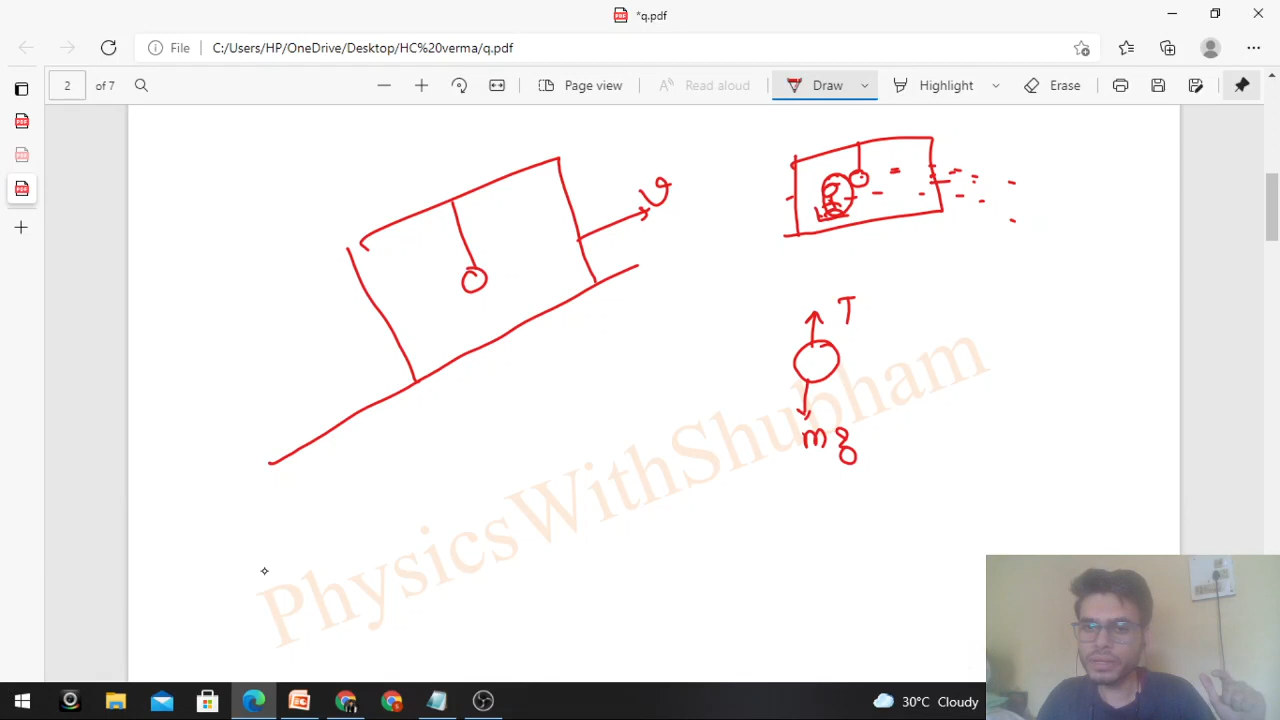 *q.pdf
File C:/Users/HP/OneDrive/Desktop/HC%20verma/q.pdf
2 of 7 Page view Read aloud Draw Highlight Erase
T
mg
PhysicsWithShubham
30°C Cloudy